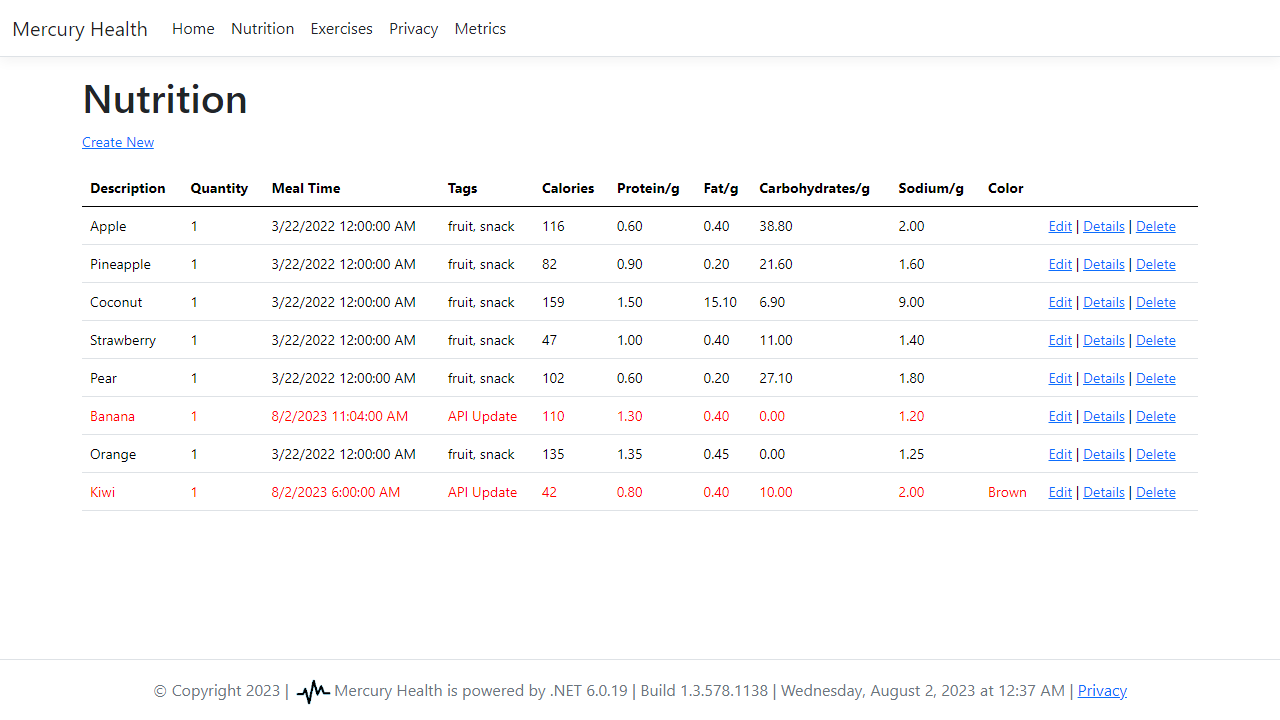 Mercury Health Home Nutrition Exercises Privacy Metrics
Nutrition
Create New
Description Quantity Meal Time Tags Calories Protein/g Fat/g Carbohydrates/g Sodium/g Color
Apple 1 3/22/2022 12:00:00 AM fruit, snack 116 0.60 0.40 38.80 2.00 Edit | Details | Delete
Pineapple 1 3/22/2022 12:00:00 AM fruit, snack 82 0.90 0.20 21.60 1.60 Edit | Details | Delete
Coconut 1 3/22/2022 12:00:00 AM fruit, snack 159 1.50 15.10 6.90 9.00 Edit | Details | Delete
Strawberry 1 3/22/2022 12:00:00 AM fruit, snack 47 1.00 0.40 11.00 1.40 Edit | Details | Delete
Pear 1 3/22/2022 12:00:00 AM fruit, snack 102 0.60 0.20 27.10 1.80 Edit | Details | Delete
Banana 1 8/2/2023 11:04:00 AM API Update 110 1.30 0.40 0.00 1.20 Edit | Details | Delete
Orange 1 3/22/2022 12:00:00 AM fruit, snack 135 1.35 0.45 0.00 1.25 Edit | Details | Delete
Kiwi 1 8/2/2023 6:00:00 AM API Update 42 0.80 0.40 10.00 2.00 Brown Edit | Details | Delete
© Copyright 2023 | Mercury Health is powered by .NET 6.0.19 | Build 1.3.578.1138 | Wednesday, August 2, 2023 at 12:37 AM | Privacy